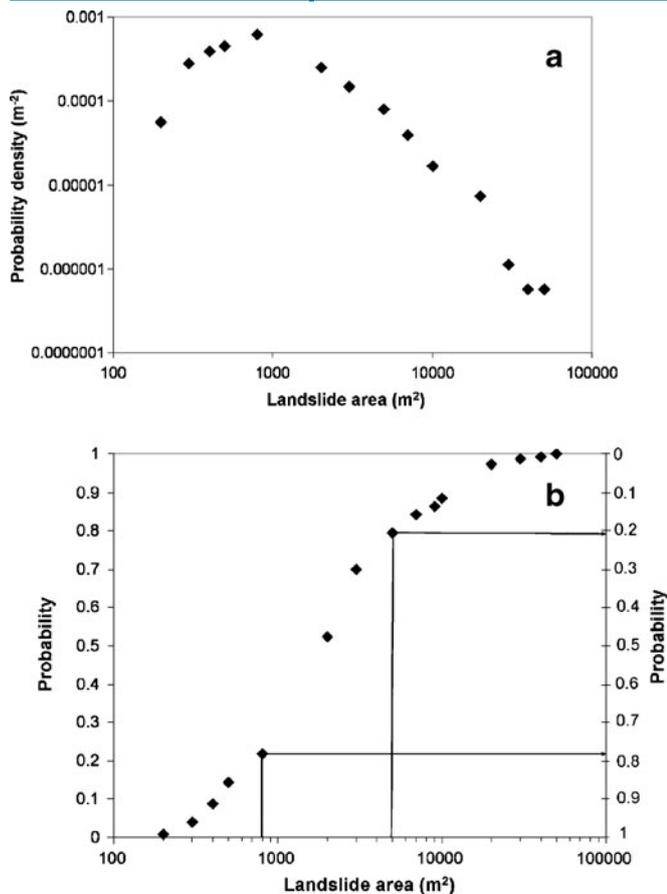 0.001
a
0.0001
0.00001
0.000001
0.0000001
Probability density (m⁻²)
100 1000 10000 100000
Landslide area (m²)
1 0
0.9 b 0.1
0.8 0.2
0.7 0.3
0.6 0.4
0.5 0.5
0.4 0.6
0.3 0.7
0.2 0.8
0.1 0.9
0 1
Probability
Probability
100 1000 10000 100000
Landslide area (m²)